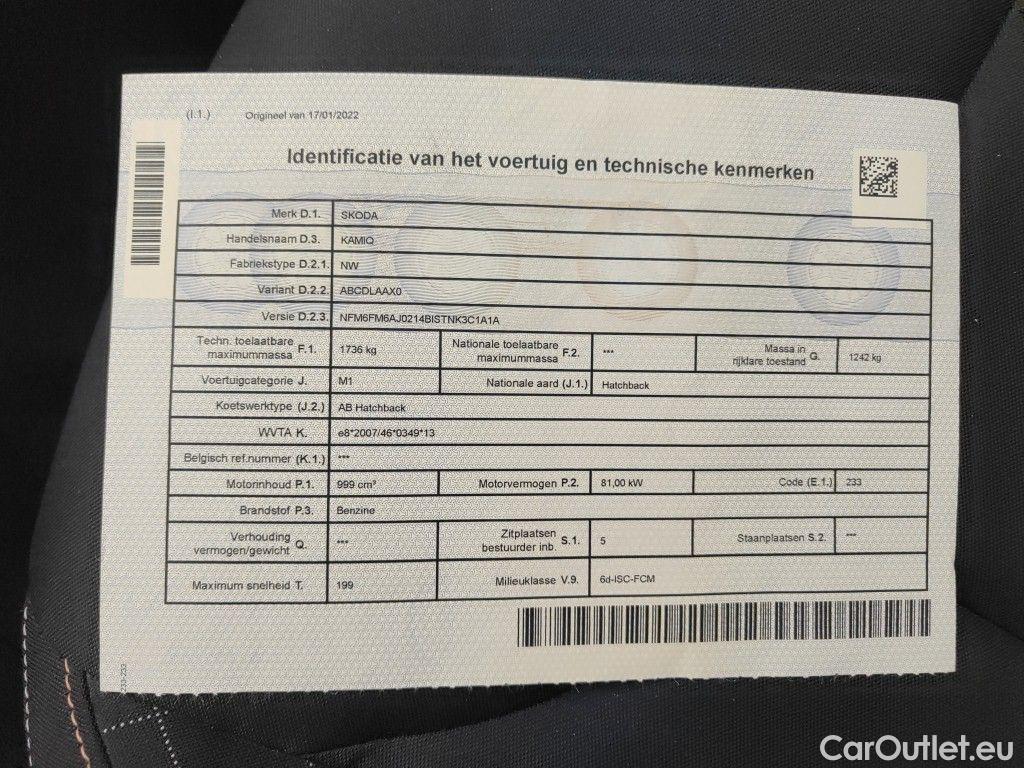 (I.1.) Origineel van 17/01/2022
Identificatie van het voertuig en technische kenmerken
Merk D.1. SKODA
Handelsnaam D.3. KAMIQ
Fabriekstype D.2.1. NW
Variant D.2.2. ABCDLAAX0
Versie D.2.3. NFM6FM6AJ0214BISTNK3C1A1A
Techn. toelaatbare maximummassa F.1. 1736 kg Nationale toelaatbare maximummassa F.2. *** Massa in rijklare toestand G. 1242 kg
Voertuigcategorie J. M1 Nationale aard (J.1.) Hatchback
Koetswerktype (J.2.) AB Hatchback
WVTA K. e8*2007/46*0349*13
Belgisch ref.nummer (K.1.) ***
Motorinhoud P.1. 999 cm³ Motorvermogen P.2. 81,00 kW Code (E.1.) 233
Brandstof P.3. Benzine
Verhouding vermogen/gewicht Q. *** Zitplaatsen bestuurder inb. S.1. 5 Staanplaatsen S.2. ***
Maximum snelheid T. 199 Milieuklasse V.9. 6d-ISC-FCM
233-233
CarOutlet.eu